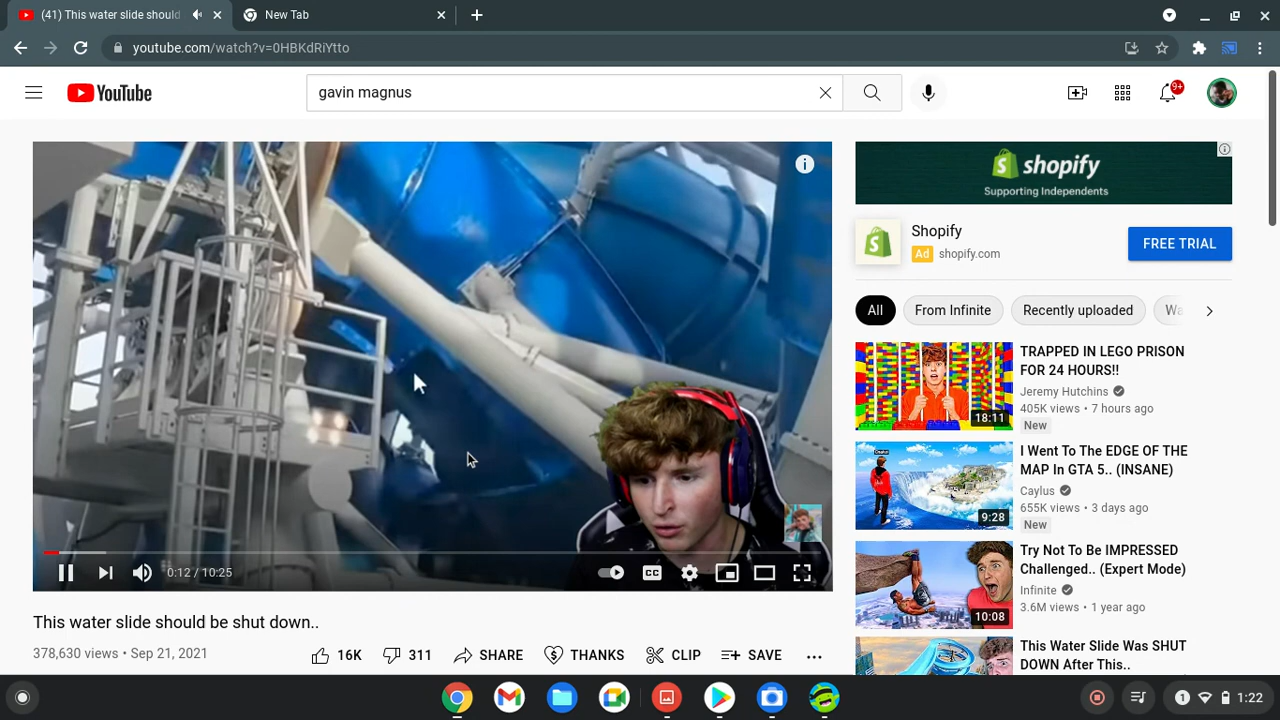 (41) This water slide should
New Tab
youtube.com/watch?v=0HBKdRiYtto
YouTube
gavin magnus
9+
shopify
Supporting Independents
Shopify
Ad shopify.com
FREE TRIAL
All
From Infinite
Recently uploaded
Wa
TRAPPED IN LEGO PRISON
FOR 24 HOURS!!
Jeremy Hutchins
405K views • 7 hours ago
New
18:11
I Went To The EDGE OF THE
MAP In GTA 5.. (INSANE)
Caylus
655K views • 3 days ago
New
9:28
Try Not To Be IMPRESSED
Challenged.. (Expert Mode)
Infinite
3.6M views • 1 year ago
10:08
This Water Slide Was SHUT
DOWN After This..
0:12 / 10:25
CC
This water slide should be shut down..
378,630 views • Sep 21, 2021
16K
311
SHARE
THANKS
CLIP
SAVE
1
1:22